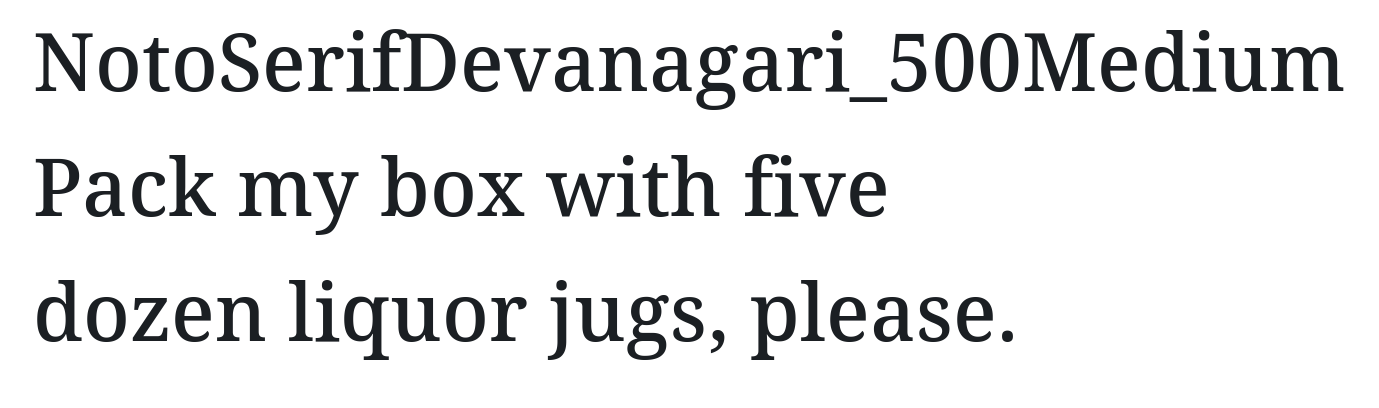 NotoSerifDevanagari_500Medium
Pack my box with five
dozen liquor jugs, please.